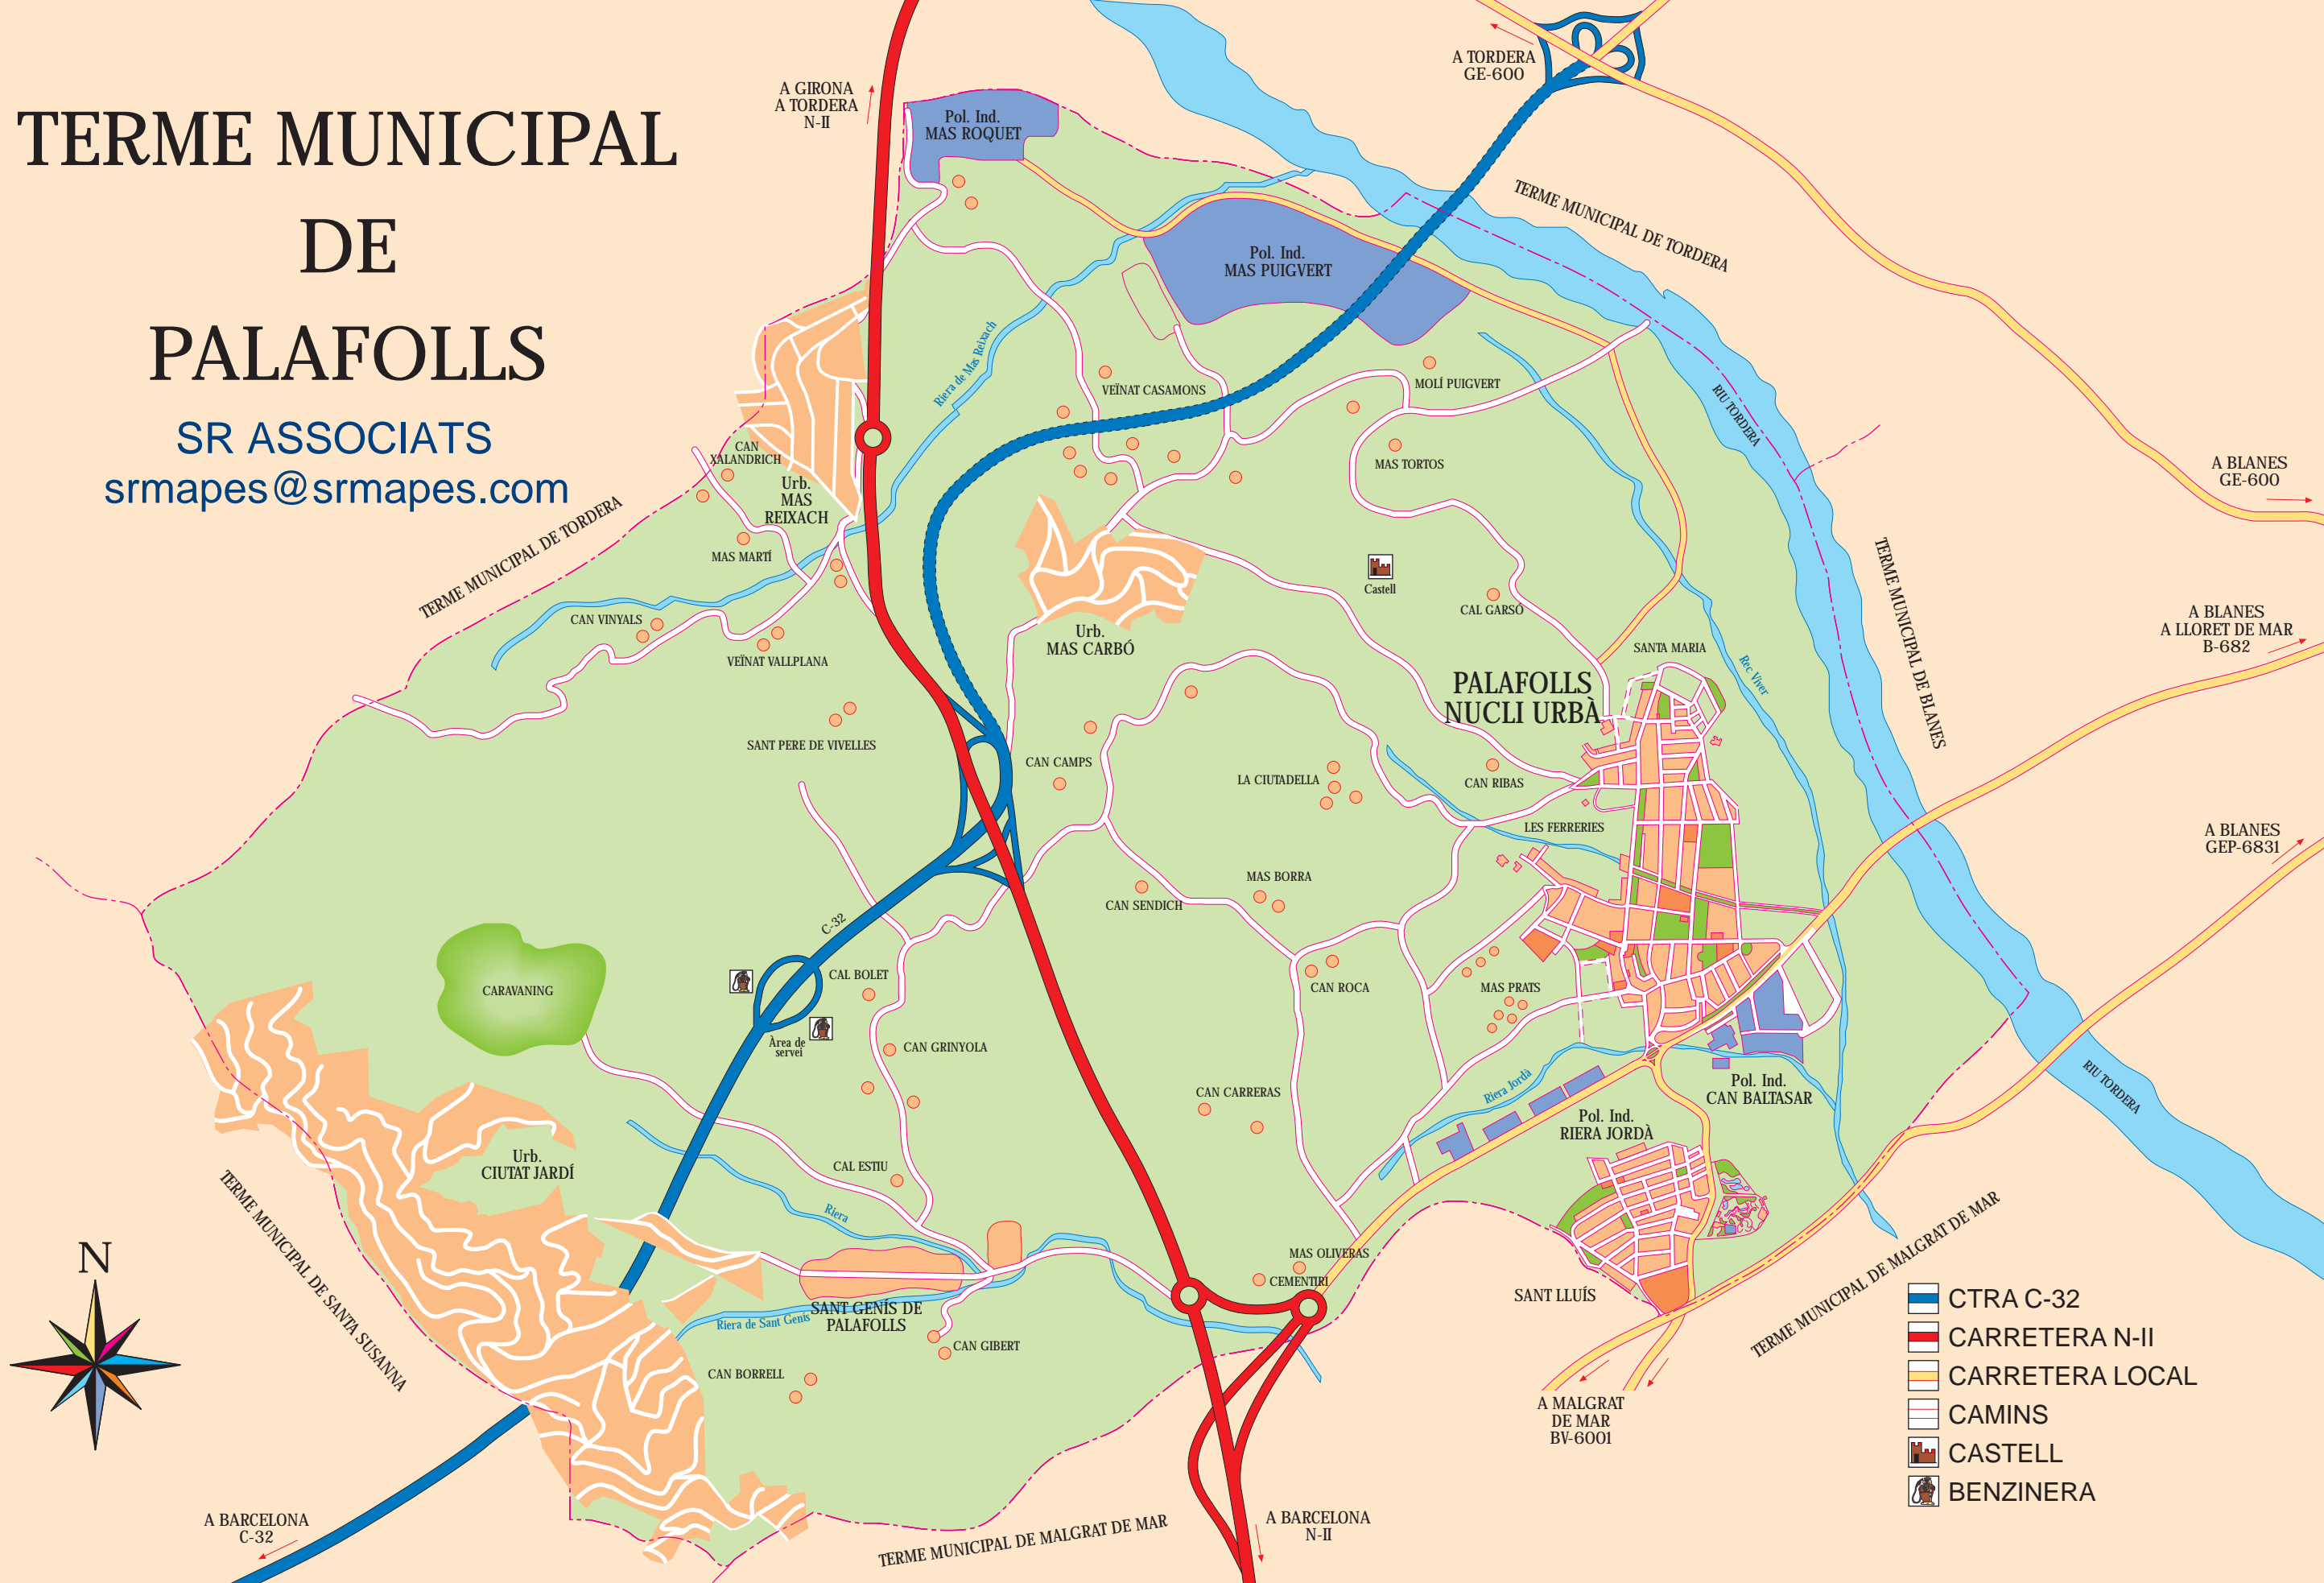 TERME MUNICIPAL
DE
PALAFOLLS
SR ASSOCIATS
srmapes@srmapes.com
A GIRONA
A TORDERA
N-II
Pol. Ind.
MAS ROQUET
A TORDERA
GE-600
TERME MUNICIPAL DE TORDERA
Pol. Ind.
MAS PUIGVERT
Riera de Mas Reixach
VEÏNAT CASAMONS
MOLÍ PUIGVERT
RIU TORDERA
CAN
XALANDRICH
Urb.
MAS
REIXACH
MAS TORTOS
A BLANES
GE-600
TERME MUNICIPAL DE TORDERA
MAS MARTÍ
Castell
CAL GARSÓ
TERME MUNICIPAL DE BLANES
CAN VINYALS
VEÏNAT VALLPLANA
Urb.
MAS CARBÓ
SANTA MARIA
Rec Viver
A BLANES
A LLORET DE MAR
B-682
PALAFOLLS
NUCLI URBÀ
SANT PERE DE VIVELLES
CAN CAMPS
LA CIUTADELLA
CAN RIBAS
LES FERRERIES
A BLANES
GEP-6831
MAS BORRA
CAN SENDICH
C-32
CARAVANING
CAL BOLET
CAN ROCA
MAS PRATS
Àrea de
servei
CAN GRINYOLA
CAN CARRERAS
Riera Jordà
Pol. Ind.
CAN BALTASAR
RIU TORDERA
Pol. Ind.
RIERA JORDÀ
Urb.
CIUTAT JARDÍ
CAL ESTIU
Riera
TERME MUNICIPAL DE SANTA SUSANNA
MAS OLIVERAS
CEMENTIRI
SANT LLUÍS
TERME MUNICIPAL DE MALGRAT DE MAR
N
SANT GENÍS DE
PALAFOLLS
Riera de Sant Genís
CAN GIBERT
CAN BORRELL
A MALGRAT
DE MAR
BV-6001
A BARCELONA
C-32
TERME MUNICIPAL DE MALGRAT DE MAR
A BARCELONA
N-II
CTRA C-32
CARRETERA N-II
CARRETERA LOCAL
CAMINS
CASTELL
BENZINERA